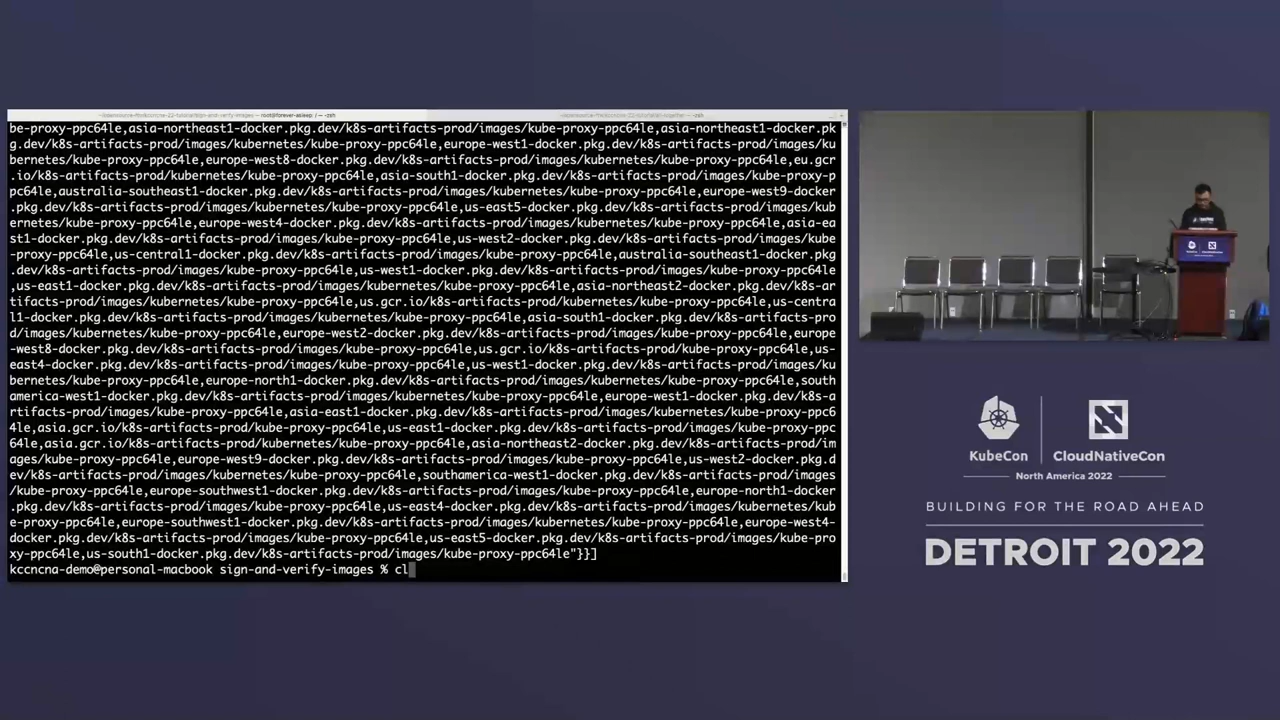 be-proxy-ppc64le,asia-northeast1-docker.pkg.dev/k8s-artifacts-prod/images/kube-proxy-ppc64le,asia-northeast1-docker.pk
g.dev/k8s-artifacts-prod/images/kubernetes/kube-proxy-ppc64le,europe-west1-docker.pkg.dev/k8s-artifacts-prod/images/ku
bernetes/kube-proxy-ppc64le,europe-west8-docker.pkg.dev/k8s-artifacts-prod/images/kubernetes/kube-proxy-ppc64le,eu.gcr
.io/k8s-artifacts-prod/kube-proxy-ppc64le,asia-south1-docker.pkg.dev/k8s-artifacts-prod/images/kubernetes/kube-proxy-p
pc64le,australia-southeast1-docker.pkg.dev/k8s-artifacts-prod/images/kubernetes/kube-proxy-ppc64le,europe-west9-docker
.pkg.dev/k8s-artifacts-prod/images/kubernetes/kube-proxy-ppc64le,us-east5-docker.pkg.dev/k8s-artifacts-prod/images/kub
ernetes/kube-proxy-ppc64le,europe-west4-docker.pkg.dev/k8s-artifacts-prod/images/kube-proxy-ppc64le,asia-ea
st1-docker.pkg.dev/k8s-artifacts-prod/images/kube-proxy-ppc64le,us-west2-docker.pkg.dev/k8s-artifacts-prod/images/kube
-proxy-ppc64le,us-central1-docker.pkg.dev/k8s-artifacts-prod/images/kube-proxy-ppc64le,australia-southeast1-docker.pkg
.dev/k8s-artifacts-prod/images/kube-proxy-ppc64le,us-west1-docker.pkg.dev/k8s-artifacts-prod/images/kube-proxy-ppc64le
,us-east1-docker.pkg.dev/k8s-artifacts-prod/images/kube-proxy-ppc64le,asia-northeast2-docker.pkg.dev/k8s-ar
tifacts-prod/images/kubernetes/kube-proxy-ppc64le,us.gcr.io/k8s-artifacts-prod/kubernetes/kube-proxy-ppc64le,us-centra
l1-docker.pkg.dev/k8s-artifacts-prod/images/kubernetes/kube-proxy-ppc64le,asia-south1-docker.pkg.dev/k8s-artifacts-pro
d/images/kube-proxy-ppc64le,europe-west2-docker.pkg.dev/k8s-artifacts-prod/images/kubernetes/kube-proxy-ppc64le,europe
-west8-docker.pkg.dev/k8s-artifacts-prod/images/kube-proxy-ppc64le,us.gcr.io/k8s-artifacts-prod/kube-proxy-ppc64le,us-
east4-docker.pkg.dev/k8s-artifacts-prod/images/kube-proxy-ppc64le,us-west1-docker.pkg.dev/k8s-artifacts-prod/images/ku
bernetes/kube-proxy-ppc64le,europe-north1-docker.pkg.dev/k8s-artifacts-prod/images/kubernetes/kube-proxy-ppc64le,south
america-west1-docker.pkg.dev/k8s-artifacts-prod/images/kubernetes/kube-proxy-ppc64le,europe-west1-docker.pkg.dev/k8s-a
rtifacts-prod/images/kube-proxy-ppc64le,asia-east1-docker.pkg.dev/k8s-artifacts-prod/images/kubernetes/kube-proxy-ppc6
4le,asia.gcr.io/k8s-artifacts-prod/kube-proxy-ppc64le,us-east1-docker.pkg.dev/k8s-artifacts-prod/images/kube-proxy-ppc
64le,asia.gcr.io/k8s-artifacts-prod/kubernetes/kube-proxy-ppc64le,asia-northeast2-docker.pkg.dev/k8s-artifacts-prod/im
ages/kube-proxy-ppc64le,europe-west9-docker.pkg.dev/k8s-artifacts-prod/images/kube-proxy-ppc64le,us-west2-docker.pkg.d
ev/k8s-artifacts-prod/images/kubernetes/kube-proxy-ppc64le,southamerica-west1-docker.pkg.dev/k8s-artifacts-prod/images
/kube-proxy-ppc64le,europe-southwest1-docker.pkg.dev/k8s-artifacts-prod/images/kube-proxy-ppc64le,europe-north1-docker
.pkg.dev/k8s-artifacts-prod/images/kube-proxy-ppc64le,us-east4-docker.pkg.dev/k8s-artifacts-prod/images/kubernetes/kub
e-proxy-ppc64le,europe-southwest1-docker.pkg.dev/k8s-artifacts-prod/images/kubernetes/kube-proxy-ppc64le,europe-west4-
docker.pkg.dev/k8s-artifacts-prod/images/kube-proxy-ppc64le,us-east5-docker.pkg.dev/k8s-artifacts-prod/images/kube-pro
xy-ppc64le,us-south1-docker.pkg.dev/k8s-artifacts-prod/images/kube-proxy-ppc64le"}}]
kccncna-demo@personal-macbook sign-and-verify-images % cl
KubeCon
CloudNativeCon
North America 2022
BUILDING FOR THE ROAD AHEAD
DETROIT 2022